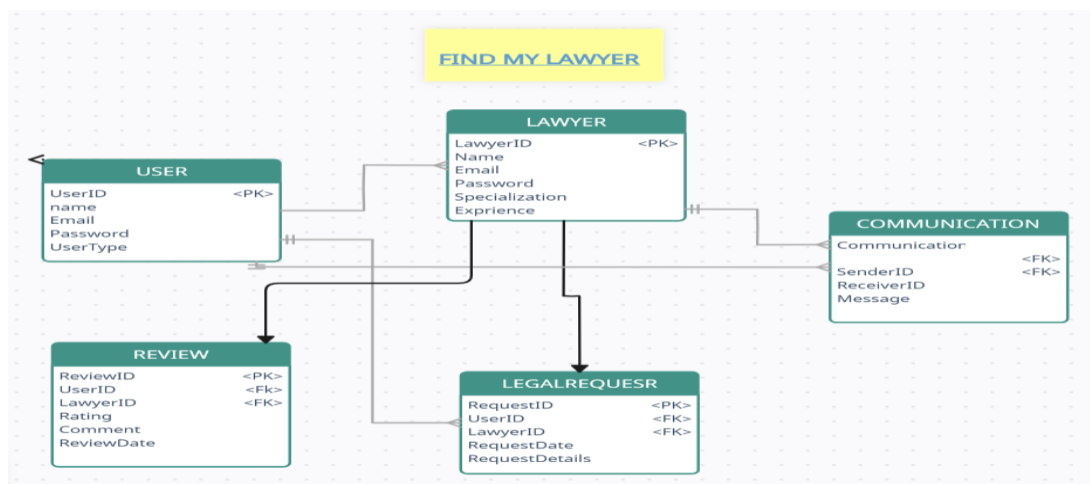 FIND MY LAWYER
LAWYER
LawyerID <PK>
Name
Email
Password
Specialization
Exprience
USER
UserID <PK>
name
Email
Password
UserType
COMMUNICATION
Communication
<FK>
SenderID <FK>
ReceiverID
Message
REVIEW
ReviewID <PK>
UserID <Fk>
LawyerID <FK>
Rating
Comment
ReviewDate
LEGALREQUESR
RequestID <PK>
UserID <FK>
LawyerID <FK>
RequestDate
RequestDetails